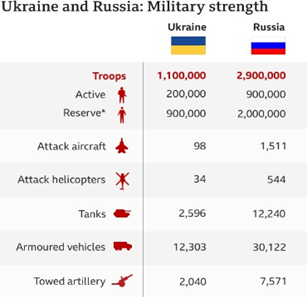 Ukraine and Russia: Military strength
Ukraine Russia
Troops 1,100,000 2,900,000
Active 200,000 900,000
Reserve* 900,000 2,000,000
Attack aircraft 98 1,511
Attack helicopters 34 544
Tanks 2,596 12,240
Armoured vehicles 12,303 30,122
Towed artillery 2,040 7,571